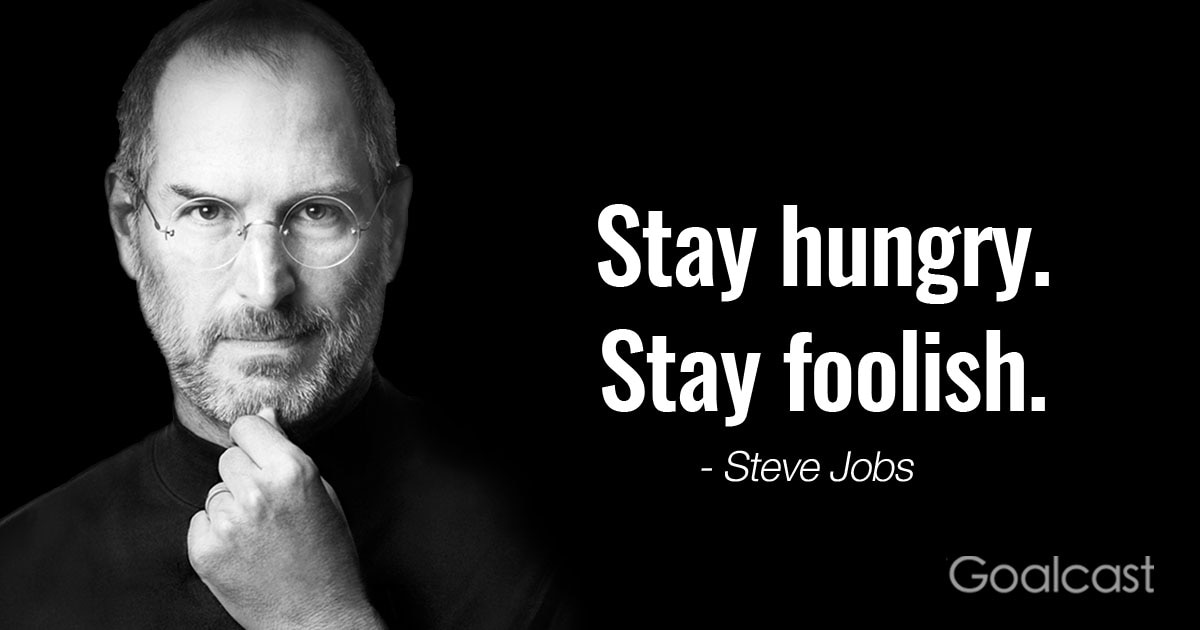 Stay hungry.
Stay foolish.
- Steve Jobs
Goalcast